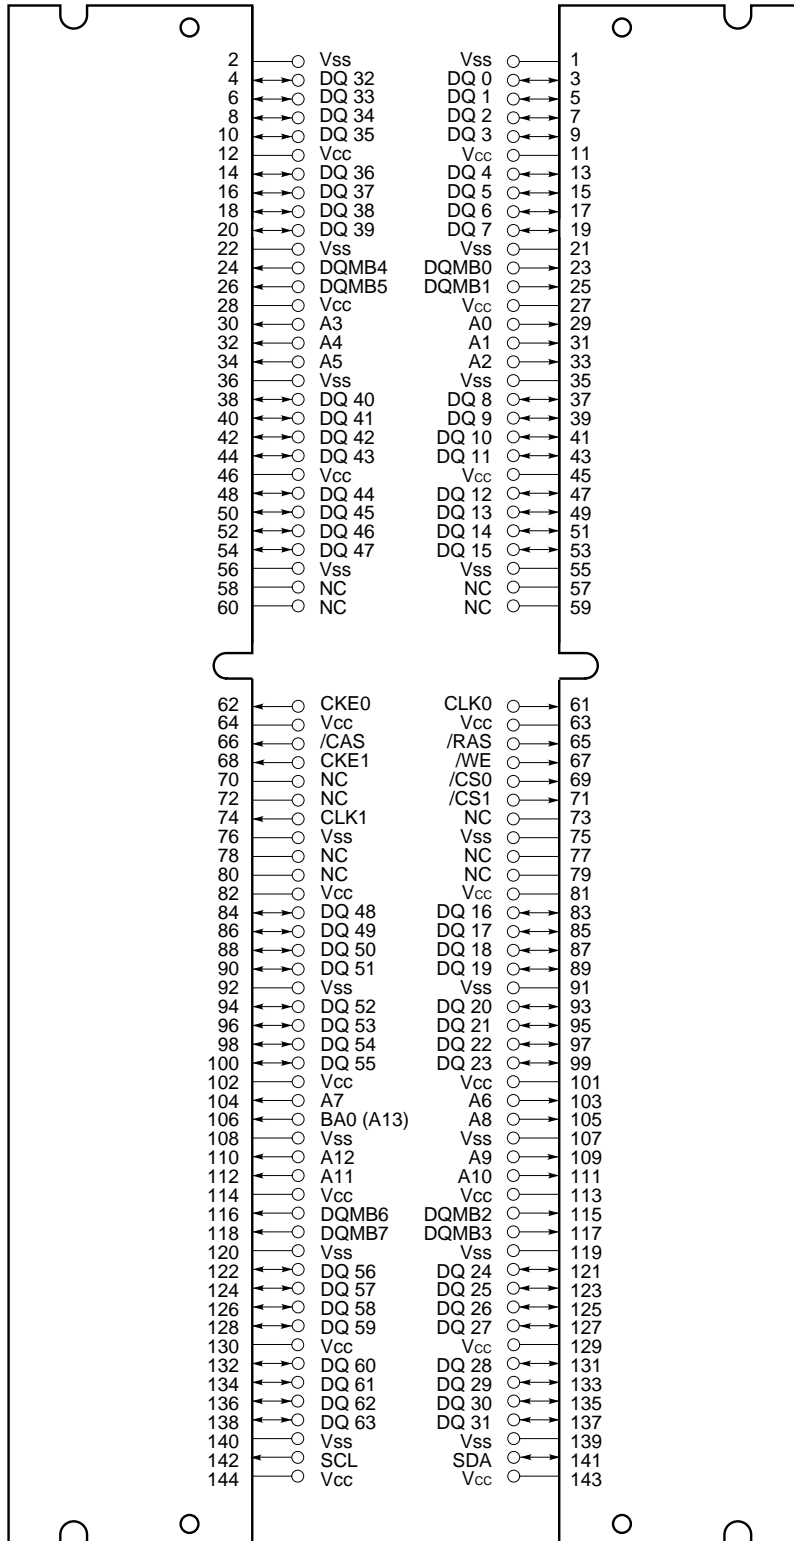 2 Vss Vss 1
4 DQ 32 DQ 0 3
6 DQ 33 DQ 1 5
8 DQ 34 DQ 2 7
10 DQ 35 DQ 3 9
12 Vcc Vcc 11
14 DQ 36 DQ 4 13
16 DQ 37 DQ 5 15
18 DQ 38 DQ 6 17
20 DQ 39 DQ 7 19
22 Vss Vss 21
24 DQMB4 DQMB0 23
26 DQMB5 DQMB1 25
28 Vcc Vcc 27
30 A3 A0 29
32 A4 A1 31
34 A5 A2 33
36 Vss Vss 35
38 DQ 40 DQ 8 37
40 DQ 41 DQ 9 39
42 DQ 42 DQ 10 41
44 DQ 43 DQ 11 43
46 Vcc Vcc 45
48 DQ 44 DQ 12 47
50 DQ 45 DQ 13 49
52 DQ 46 DQ 14 51
54 DQ 47 DQ 15 53
56 Vss Vss 55
58 NC NC 57
60 NC NC 59
62 CKE0 CLK0 61
64 Vcc Vcc 63
66 /CAS /RAS 65
68 CKE1 /WE 67
70 NC /CS0 69
72 NC /CS1 71
74 CLK1 NC 73
76 Vss Vss 75
78 NC NC 77
80 NC NC 79
82 Vcc Vcc 81
84 DQ 48 DQ 16 83
86 DQ 49 DQ 17 85
88 DQ 50 DQ 18 87
90 DQ 51 DQ 19 89
92 Vss Vss 91
94 DQ 52 DQ 20 93
96 DQ 53 DQ 21 95
98 DQ 54 DQ 22 97
100 DQ 55 DQ 23 99
102 Vcc Vcc 101
104 A7 A6 103
106 BA0 (A13) A8 105
108 Vss Vss 107
110 A12 A9 109
112 A11 A10 111
114 Vcc Vcc 113
116 DQMB6 DQMB2 115
118 DQMB7 DQMB3 117
120 Vss Vss 119
122 DQ 56 DQ 24 121
124 DQ 57 DQ 25 123
126 DQ 58 DQ 26 125
128 DQ 59 DQ 27 127
130 Vcc Vcc 129
132 DQ 60 DQ 28 131
134 DQ 61 DQ 29 133
136 DQ 62 DQ 30 135
138 DQ 63 DQ 31 137
140 Vss Vss 139
142 SCL SDA 141
144 Vcc Vcc 143